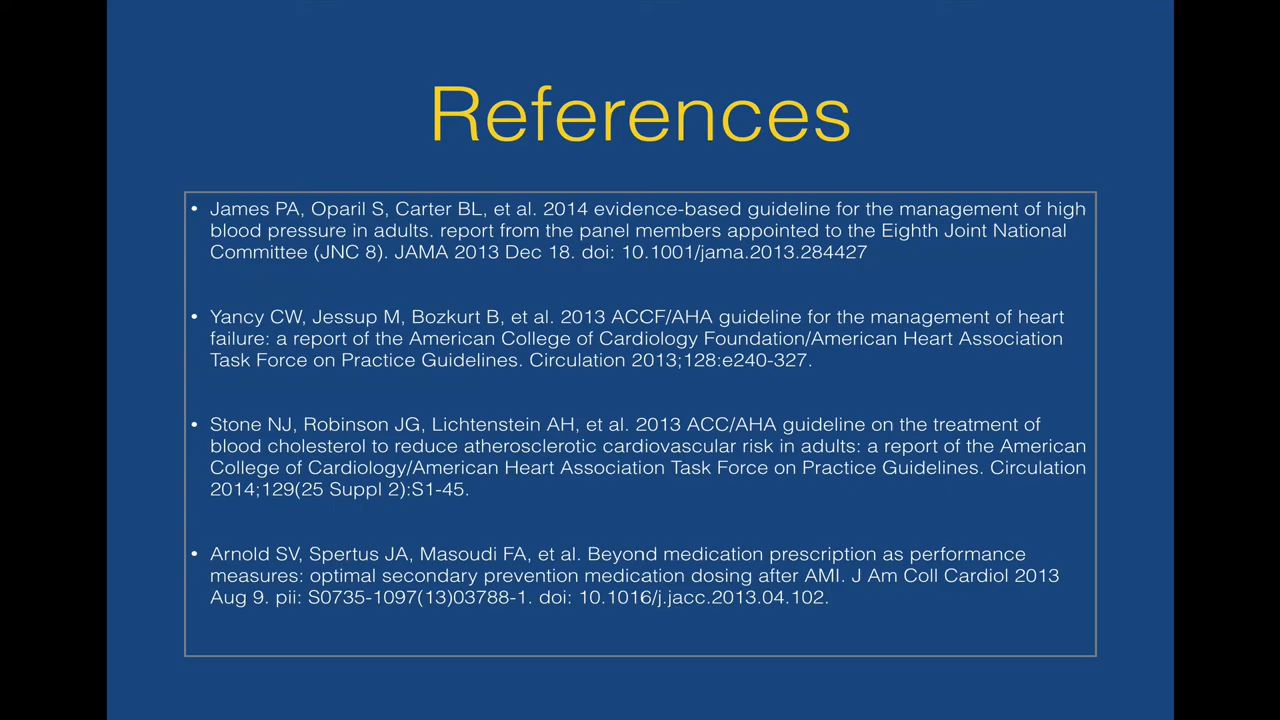 References
• James PA, Oparil S, Carter BL, et al. 2014 evidence-based guideline for the management of high
blood pressure in adults. report from the panel members appointed to the Eighth Joint National
Committee (JNC 8). JAMA 2013 Dec 18. doi: 10.1001/jama.2013.284427
• Yancy CW, Jessup M, Bozkurt B, et al. 2013 ACCF/AHA guideline for the management of heart
failure: a report of the American College of Cardiology Foundation/American Heart Association
Task Force on Practice Guidelines. Circulation 2013;128:e240-327.
• Stone NJ, Robinson JG, Lichtenstein AH, et al. 2013 ACC/AHA guideline on the treatment of
blood cholesterol to reduce atherosclerotic cardiovascular risk in adults: a report of the American
College of Cardiology/American Heart Association Task Force on Practice Guidelines. Circulation
2014;129(25 Suppl 2):S1-45.
• Arnold SV, Spertus JA, Masoudi FA, et al. Beyond medication prescription as performance
measures: optimal secondary prevention medication dosing after AMI. J Am Coll Cardiol 2013
Aug 9. pii: S0735-1097(13)03788-1. doi: 10.1016/j.jacc.2013.04.102.